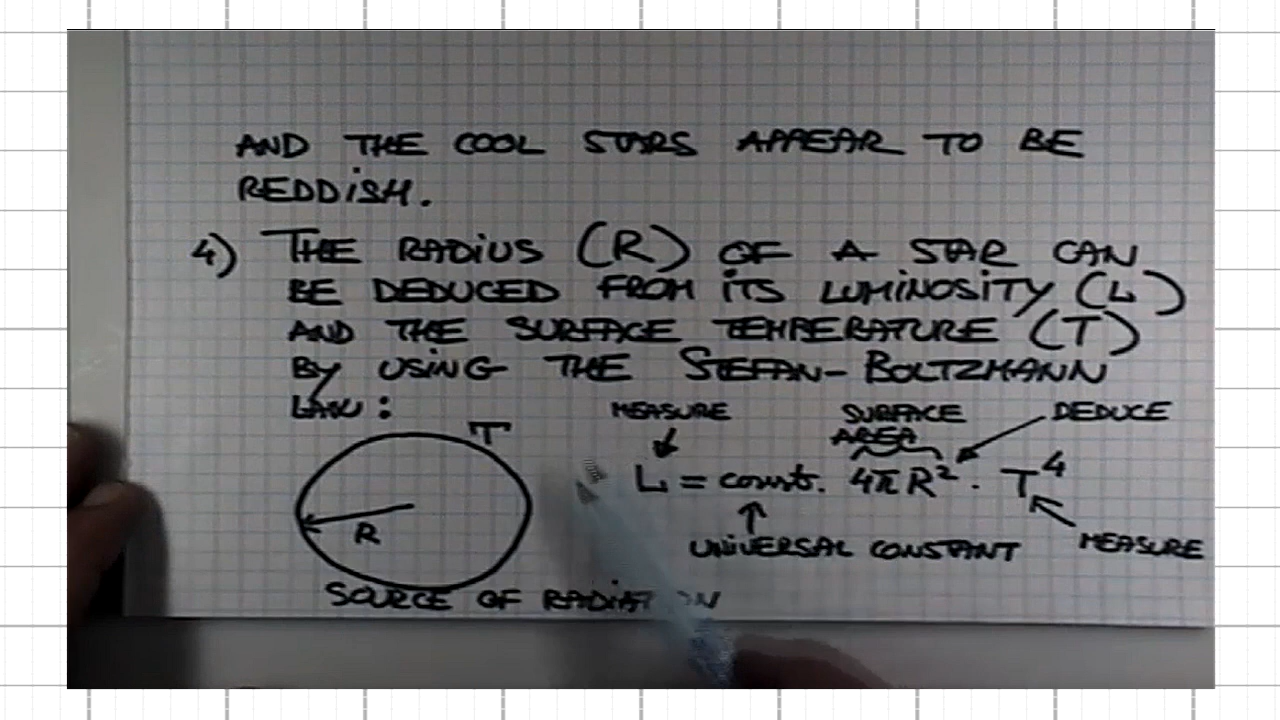 AND THE COOL STARS APPEAR TO BE
REDDiSH.
4) THE RADiUS (R) OF A STAR CAN
BE DEDUCED FROM iTS LUMiNOSiTY (L)
AND THE SURFACE TEMPERATURE (T)
BY USiNG THE STEFAN-BOLTZMANN
LAW:
MEASURE SURFACE DEDUCE
AREA
T
L = const. 4πR². T⁴
R
UNiVERSAL CONSTANT MEASURE
SOURCE OF RADiATiON